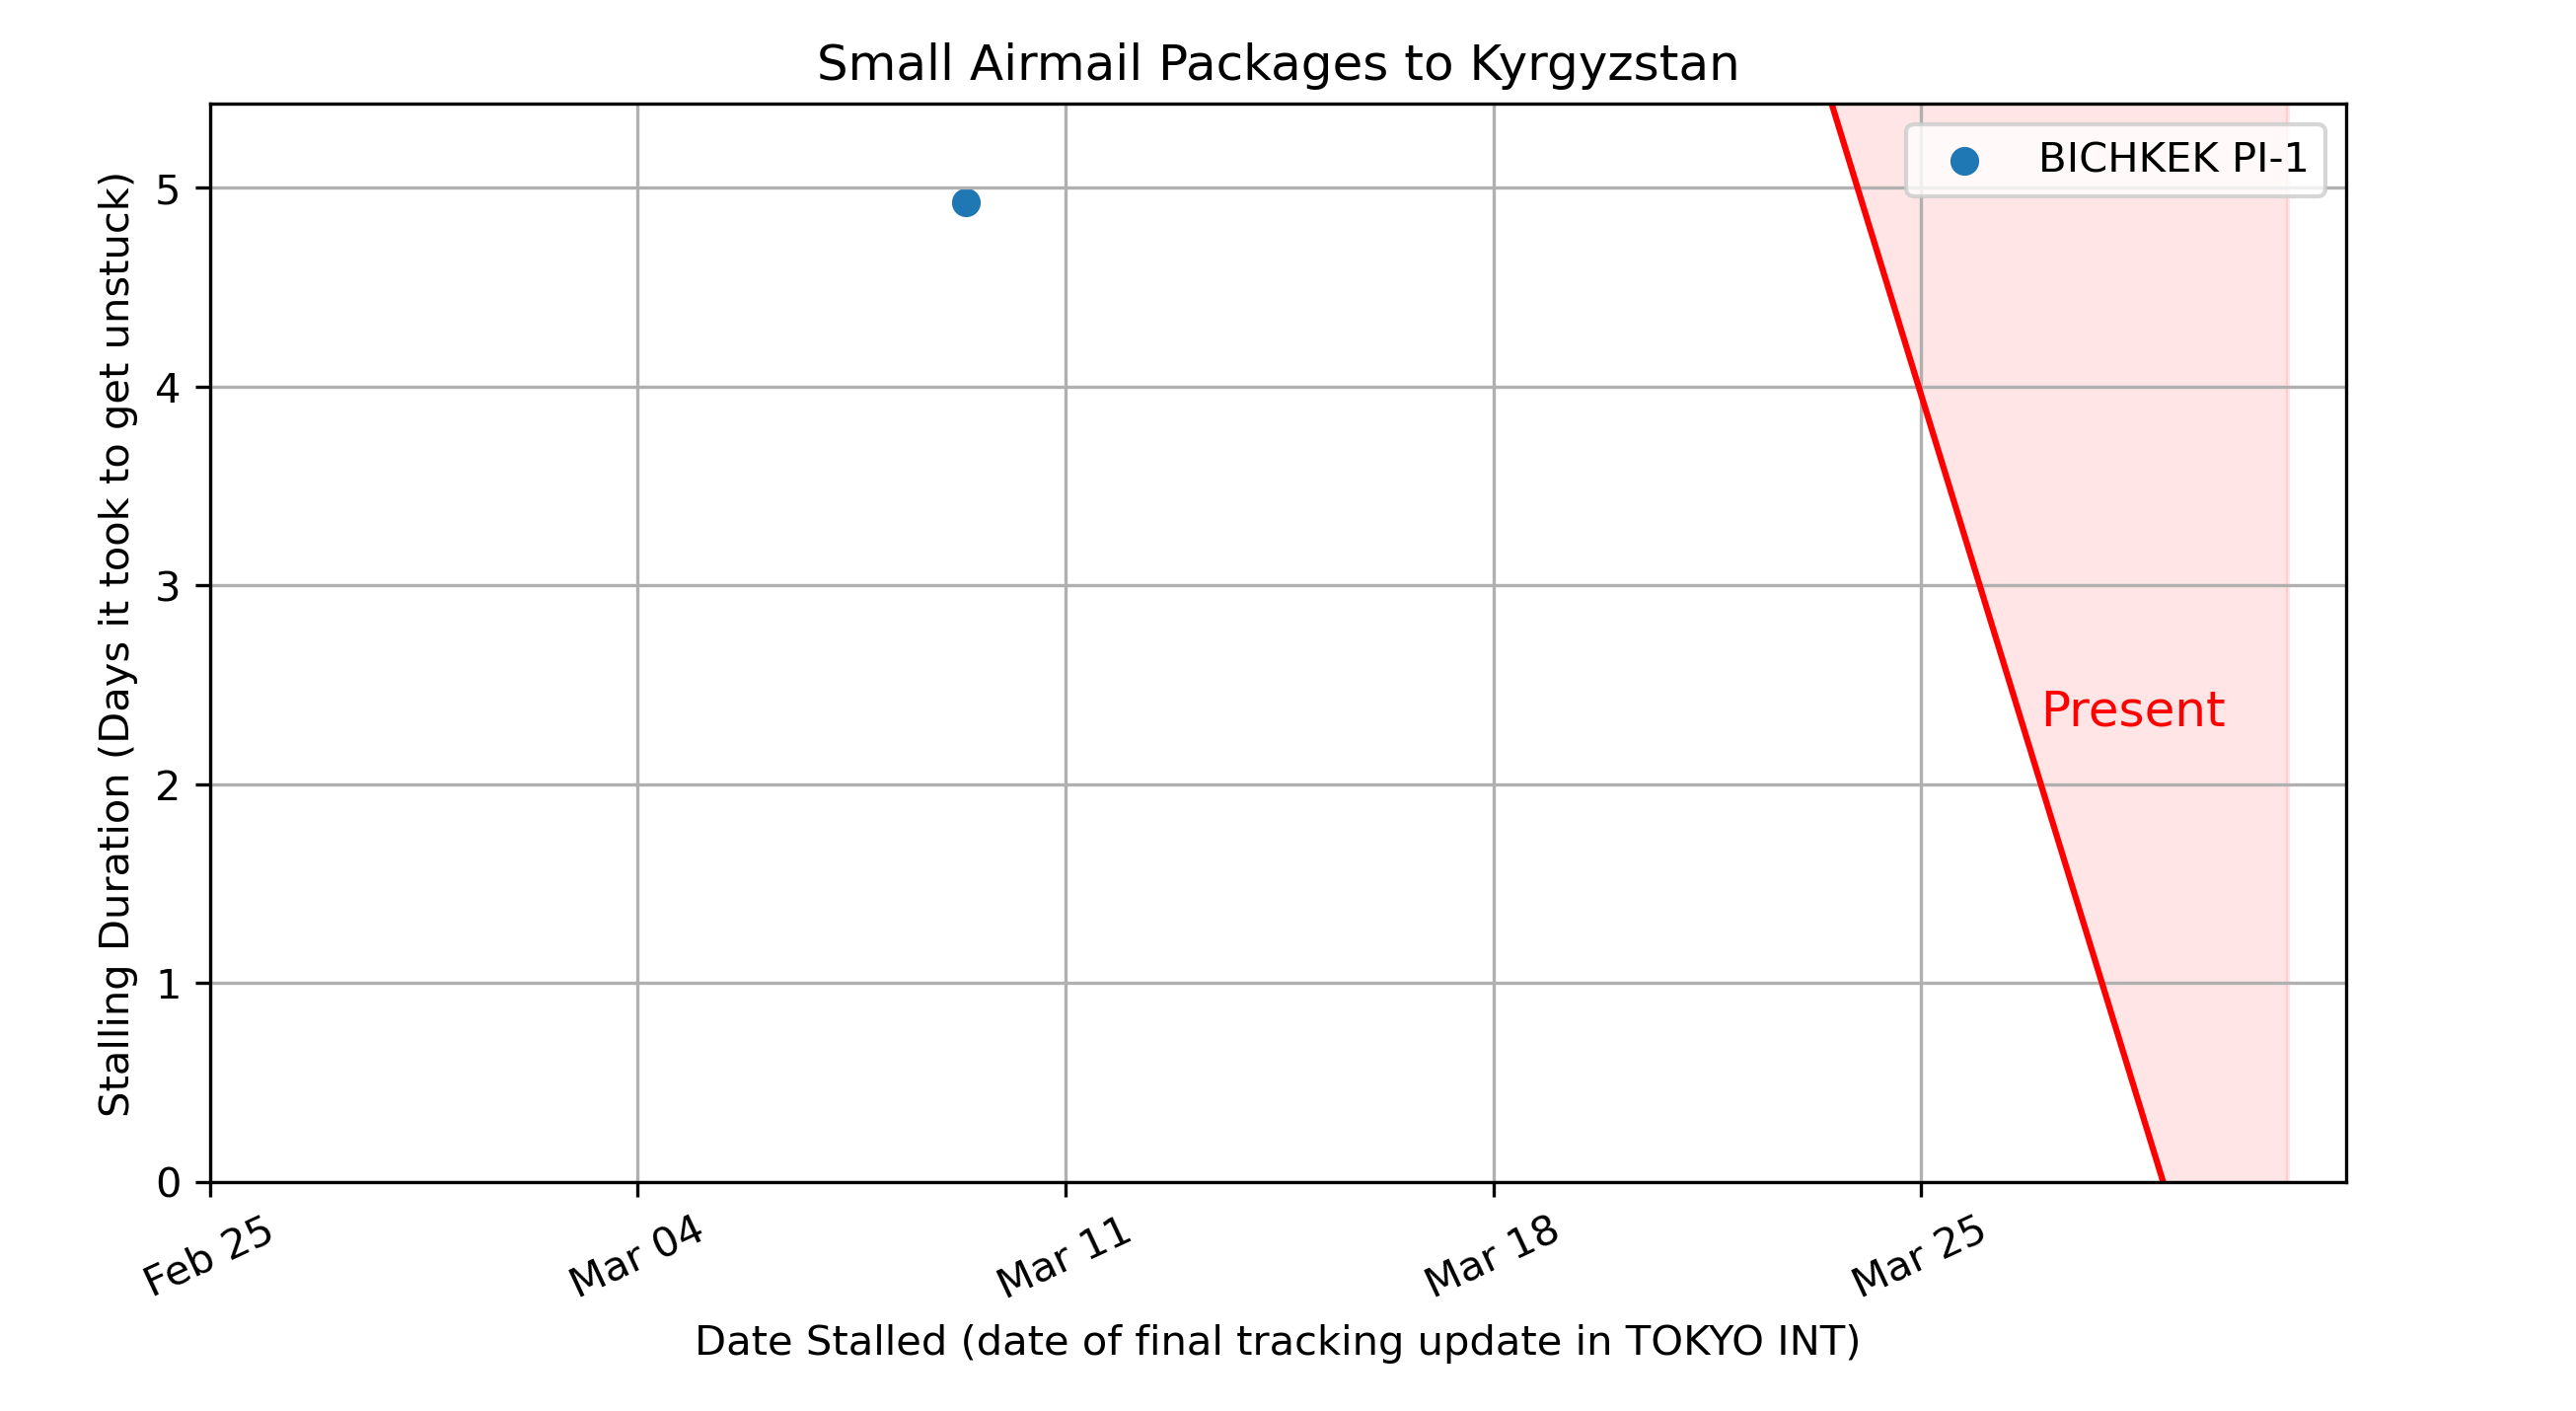 Small Airmail Packages to Kyrgyzstan
BICHKEK PI-1
Stalling Duration (Days it took to get unstuck)
5
4
3
2
1
0
Present
Feb 25
Mar 04
Mar 11
Mar 18
Mar 25
Date Stalled (date of final tracking update in TOKYO INT)